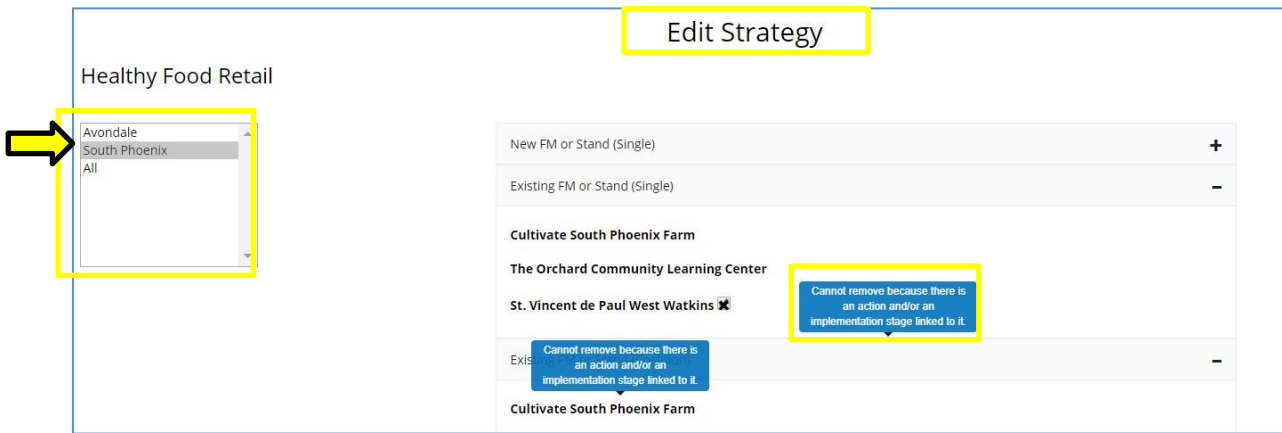 Edit Strategy
Healthy Food Retail
Avondale
South Phoenix
All
New FM or Stand (Single)
Existing FM or Stand (Single)
Cultivate South Phoenix Farm
The Orchard Community Learning Center
St. Vincent de Paul West Watkins
Cannot remove because there is
an action and/or an
implementation stage linked to it.
Cannot remove because there is
an action and/or an
implementation stage linked to it.
Cultivate South Phoenix Farm